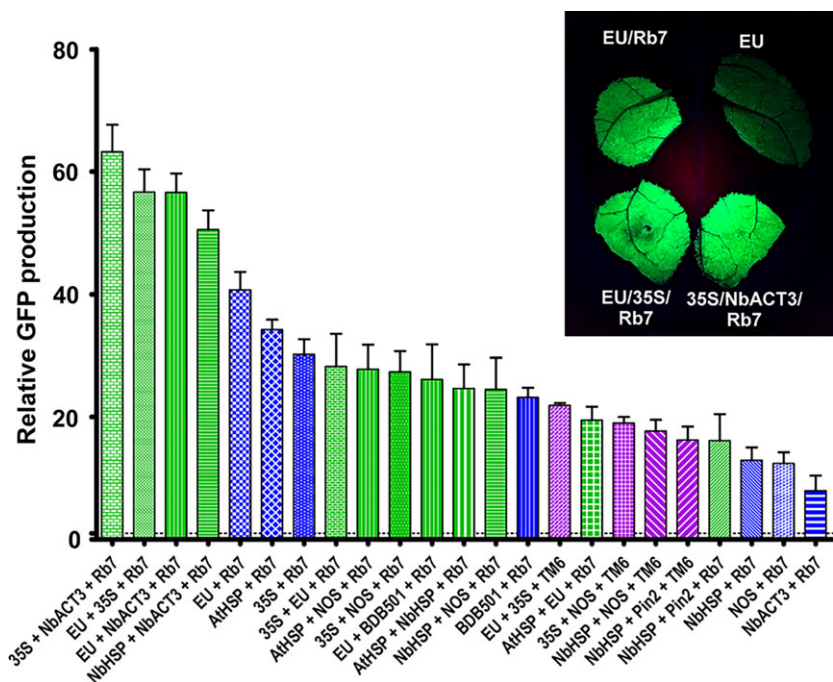 Relative GFP production
80
60
40
20
0
EU/Rb7
EU
EU/35S/
Rb7
35S/NbACT3/
Rb7
35S + NbACT3 + Rb7
EU + 35S + Rb7
EU + NbACT3 + Rb7
NbHSP + NbACT3 + Rb7
EU + Rb7
AtHSP + Rb7
35S + Rb7
35S + EU + Rb7
AtHSP + NOS + Rb7
35S + NOS + Rb7
EU + BDB501 + Rb7
AtHSP + NbHSP + Rb7
NbHSP + NOS + Rb7
BDB501 + Rb7
EU + 35S + TM6
AtHSP + EU + Rb7
35S + NOS + TM6
NbHSP + NOS + TM6
NbHSP + Pin2 + TM6
NbHSP + Pin2 + Rb7
NbHSP + Rb7
NOS + Rb7
NbACT3 + Rb7